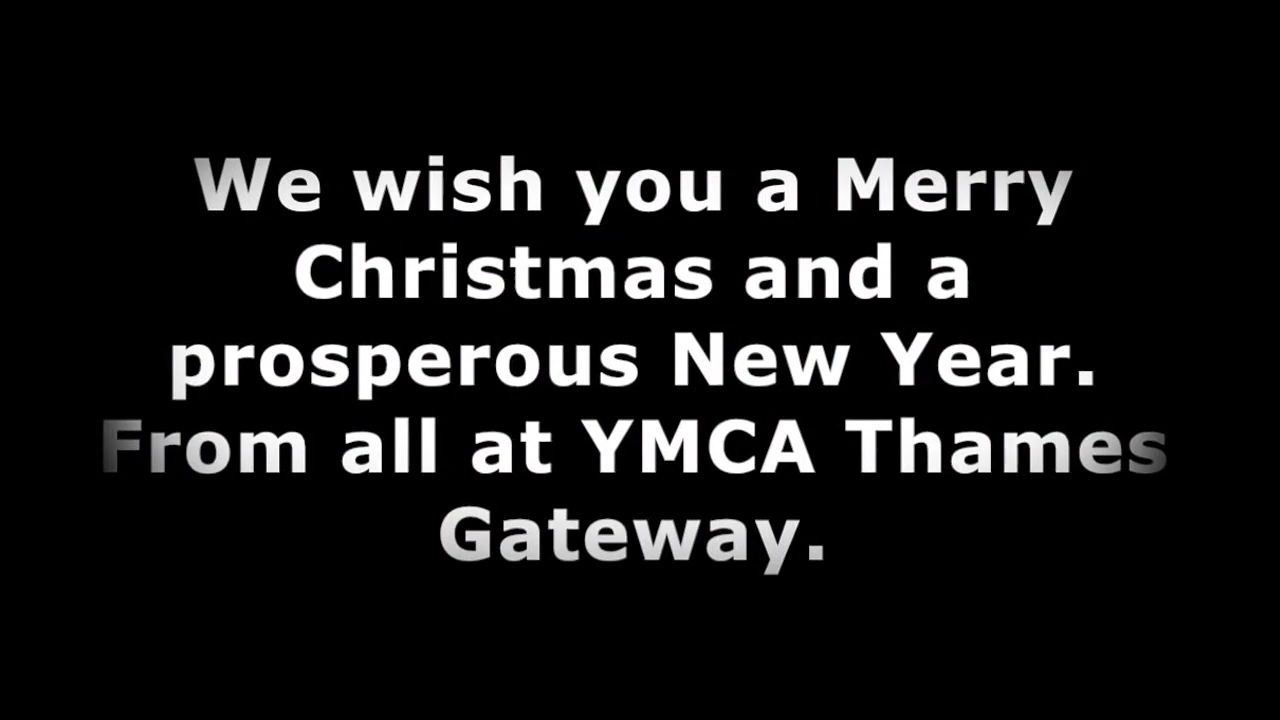 We wish you a Merry
Christmas and a
prosperous New Year.
From all at YMCA Thames
Gateway.